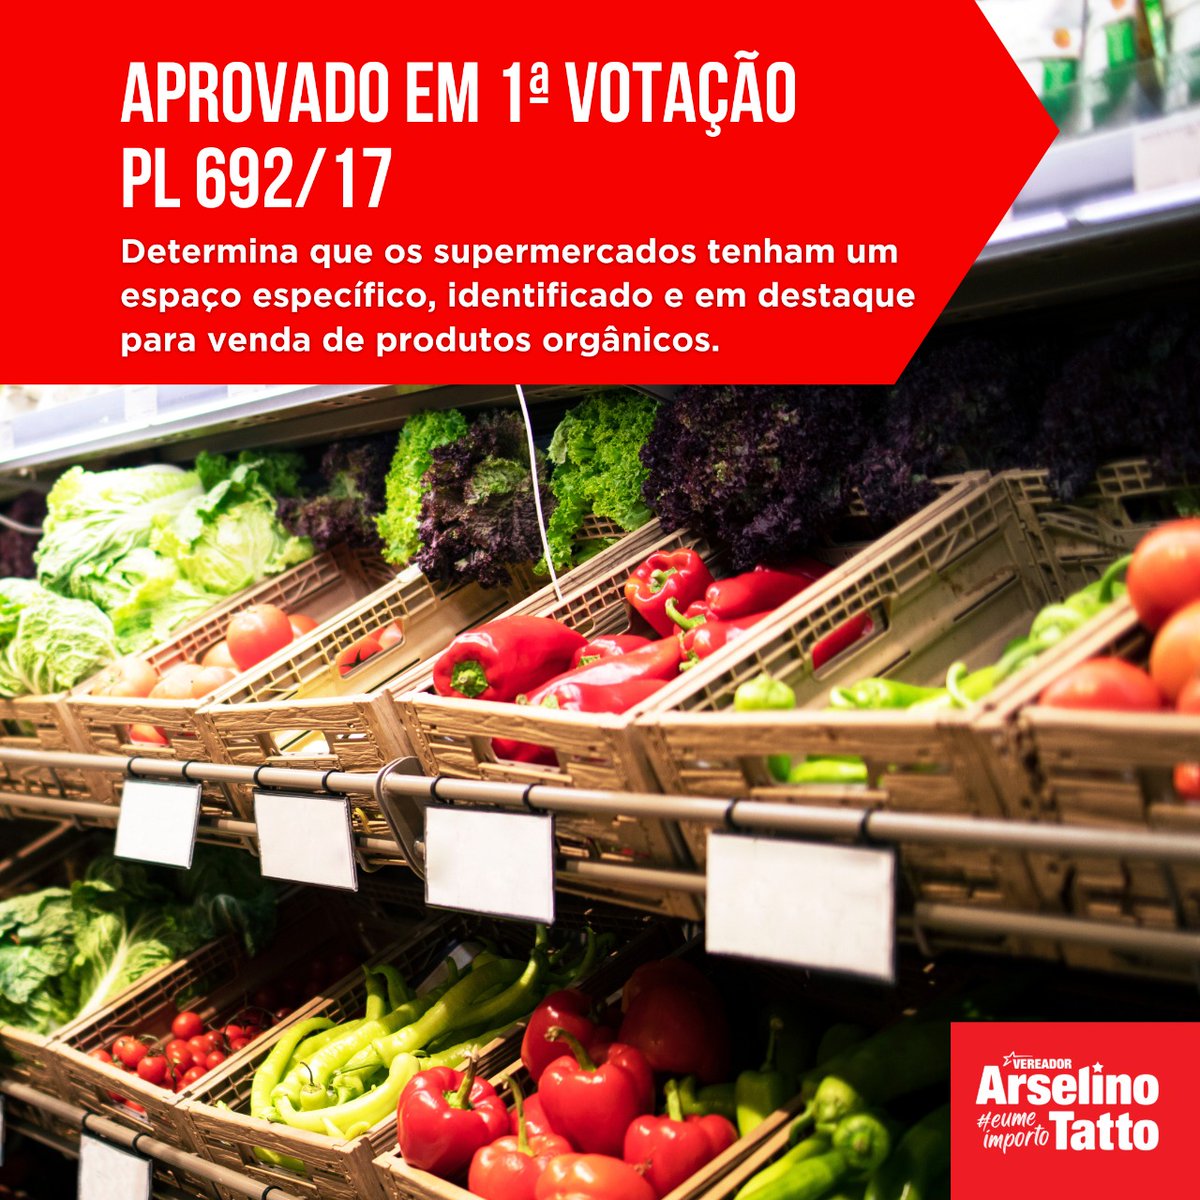 APROVADO EM 1ª VOTAÇÃO
PL 692/17
Determina que os supermercados tenham um
espaço específico, identificado e em destaque
para venda de produtos orgânicos.
VEREADOR
Arselino
#eume
importo
Tatto